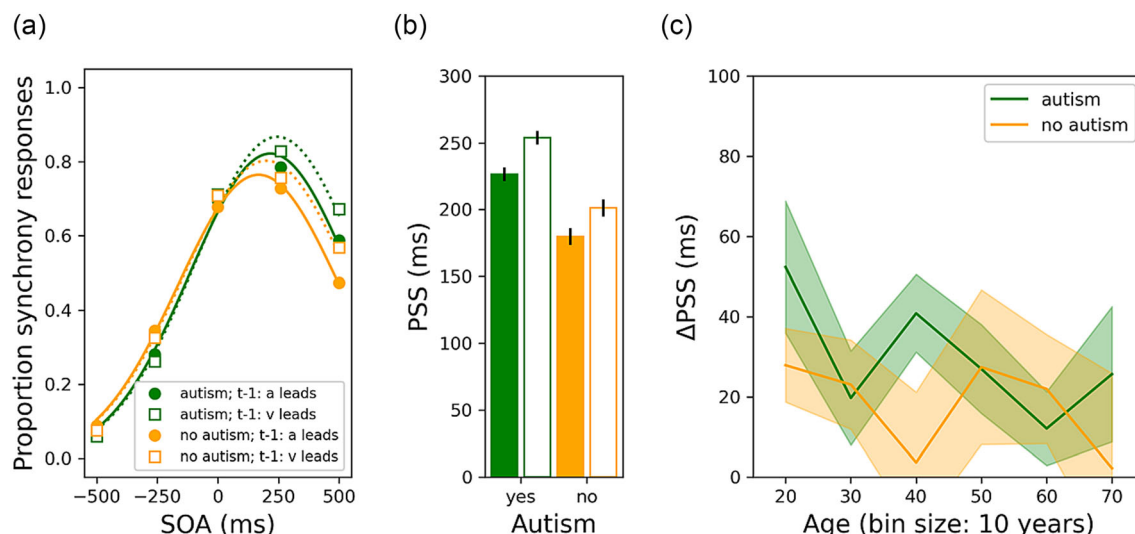 (a)
Proportion synchrony responses
1.0
0.8
0.6
0.4
0.2
0.0
autism; t-1: a leads
autism; t-1: v leads
no autism; t-1: a leads
no autism; t-1: v leads
−500 −250 0 250 500
SOA (ms)
(b)
PSS (ms)
300
250
200
150
100
50
0
yes no
Autism
(c)
ΔPSS (ms)
100
80
60
40
20
0
autism
no autism
20 30 40 50 60 70
Age (bin size: 10 years)